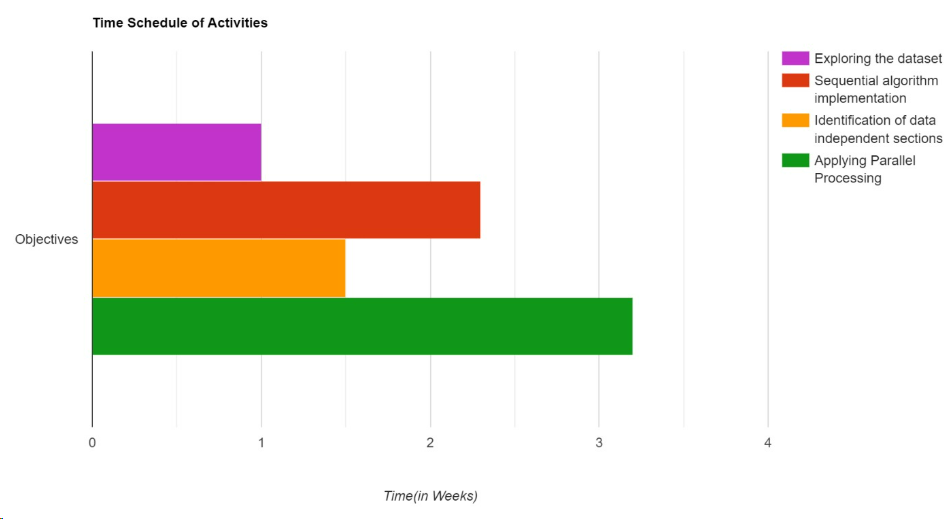 Time Schedule of Activities
Exploring the dataset
Sequential algorithm
implementation
Identification of data
independent sections
Applying Parallel
Processing
Objectives
0 1 2 3 4
Time(in Weeks)